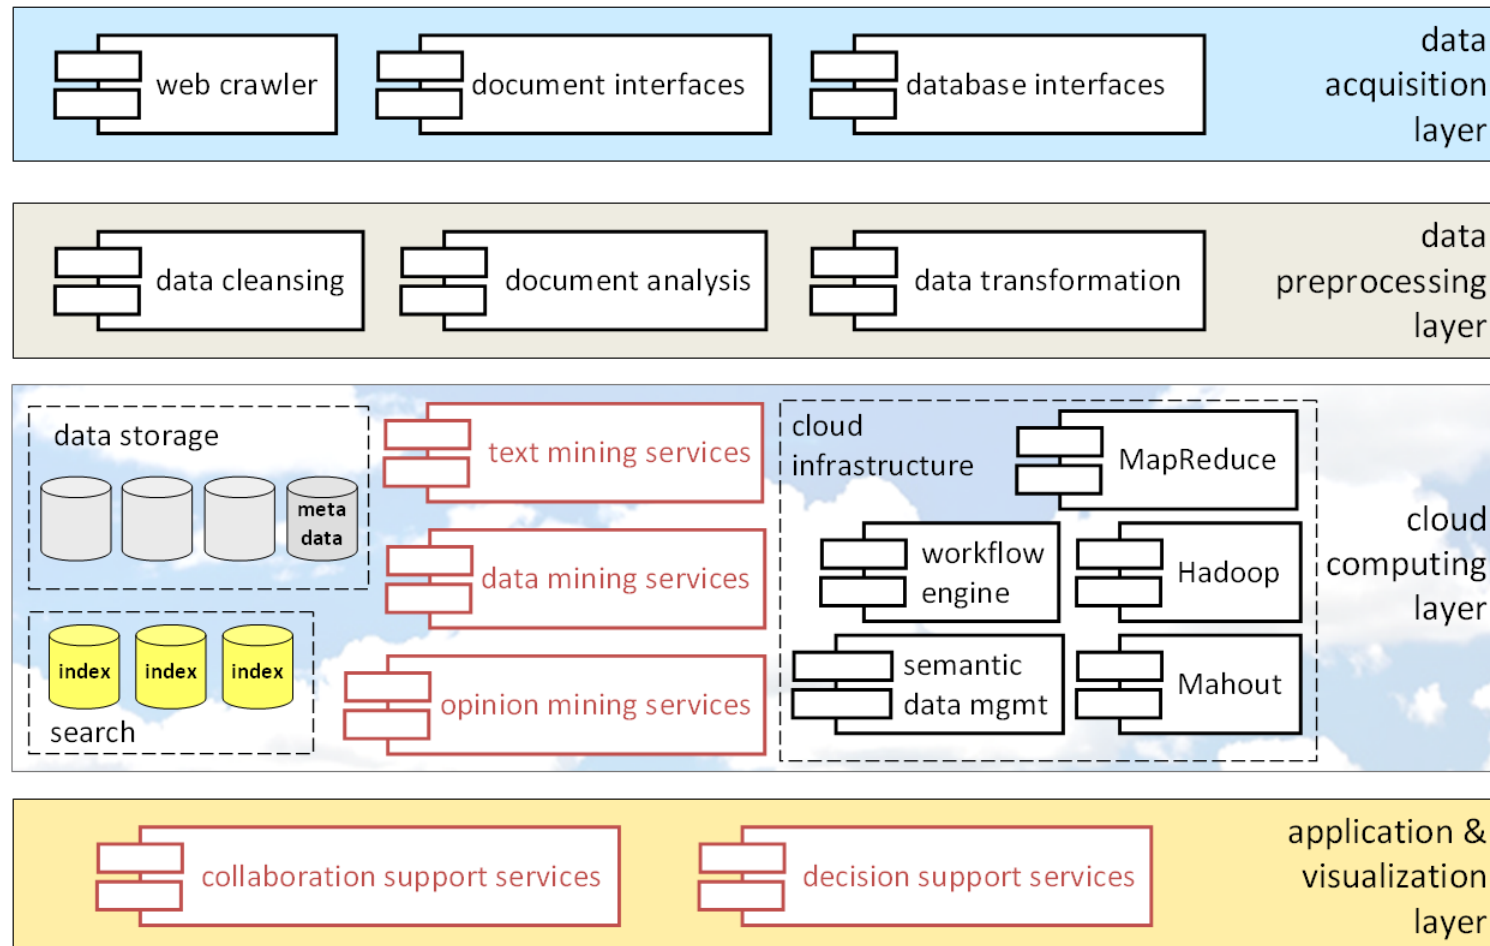 web crawler
document interfaces
database interfaces
data
acquisition
layer
data cleansing
document analysis
data transformation
data
preprocessing
layer
data storage
meta
data
index
index
index
search
text mining services
data mining services
opinion mining services
cloud
infrastructure
MapReduce
workflow
engine
Hadoop
semantic
data mgmt
Mahout
cloud
computing
layer
collaboration support services
decision support services
application &
visualization
layer